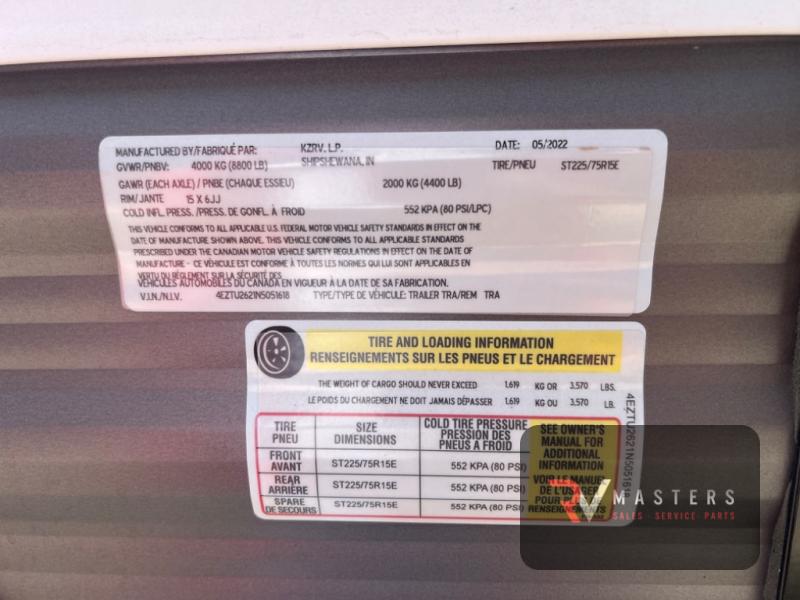 MANUFACTURED BY/FABRIQUÉ PAR: KZRV. L.P. DATE: 05/2022
GVWR/PNBV: 4000 KG (8800 LB) SHIPSHEWANA, IN TIRE/PNEU ST225/75R15E
GAWR (EACH AXLE) / PNBE (CHAQUE ESSIEU) 2000 KG (4400 LB)
RIM/JANTE 15 X 6JJ
COLD INFL. PRESS. /PRESS. DE GONFL. À FROID 552 KPA (80 PSI/LPC)
THIS VEHICLE CONFORMS TO ALL APPLICABLE U.S. FEDERAL MOTOR VEHICLE SAFETY STANDARDS IN EFFECT ON THE
DATE OF MANUFACTURE SHOWN ABOVE. THIS VEHICLE CONFORMS TO ALL APPLICABLE STANDARDS
PRESCRIBED UNDER THE CANADIAN MOTOR VEHICLE SAFETY REGULATIONS IN EFFECT ON THE DATE OF
MANUFACTURE - CE VÉHICULE EST CONFORME À TOUTES LES NORMES QUI LUI SONT APPLICABLES EN
VERTU DU RÈGLEMENT SUR LA SÉCURITÉ DES
VÉHICULES AUTOMOBILES DU CANADA EN VIGUEUR À LA DATE DE SA FABRICATION.
V.I.N./N.I.V. 4EZTU2621N5051618 TYPE/TYPE DE VÉHICULE: TRAILER TRA/REM TRA
TIRE AND LOADING INFORMATION
RENSEIGNEMENTS SUR LES PNEUS ET LE CHARGEMENT
THE WEIGHT OF CARGO SHOULD NEVER EXCEED 1.619 KG OR 3.570 LBS.
LE POIDS DU CHARGEMENT NE DOIT JAMAIS DÉPASSER 1.619 KG OU 3.570 LB.
TIRE SIZE COLD TIRE PRESSURE
PNEU DIMENSIONS PRESSION DES
PNEUS A FROID
FRONT
AVANT ST225/75R15E 552 KPA (80 PSI)
REAR
ARRIÈRE ST225/75R15E 552 KPA (80 PSI)
SPARE
DE SECOURS ST225/75R15E 552 KPA (80 PSI)
SEE OWNER'S
MANUAL FOR
ADDITIONAL
INFORMATION
VOIR LE MANUEL
DE L'USAGER
POUR PLUS DE
RENSEIGNEMENTS
4EZTU2621N5051618
RV MASTERS
SALES · SERVICE · PARTS